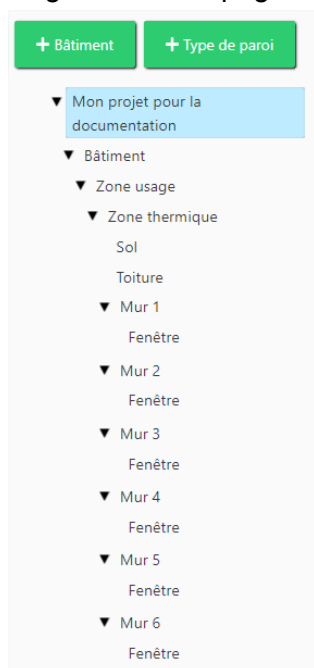 + Bâtiment + Type de paroi
Mon projet pour la
documentation
Bâtiment
Zone usage
Zone thermique
Sol
Toiture
Mur 1
Fenêtre
Mur 2
Fenêtre
Mur 3
Fenêtre
Mur 4
Fenêtre
Mur 5
Fenêtre
Mur 6
Fenêtre